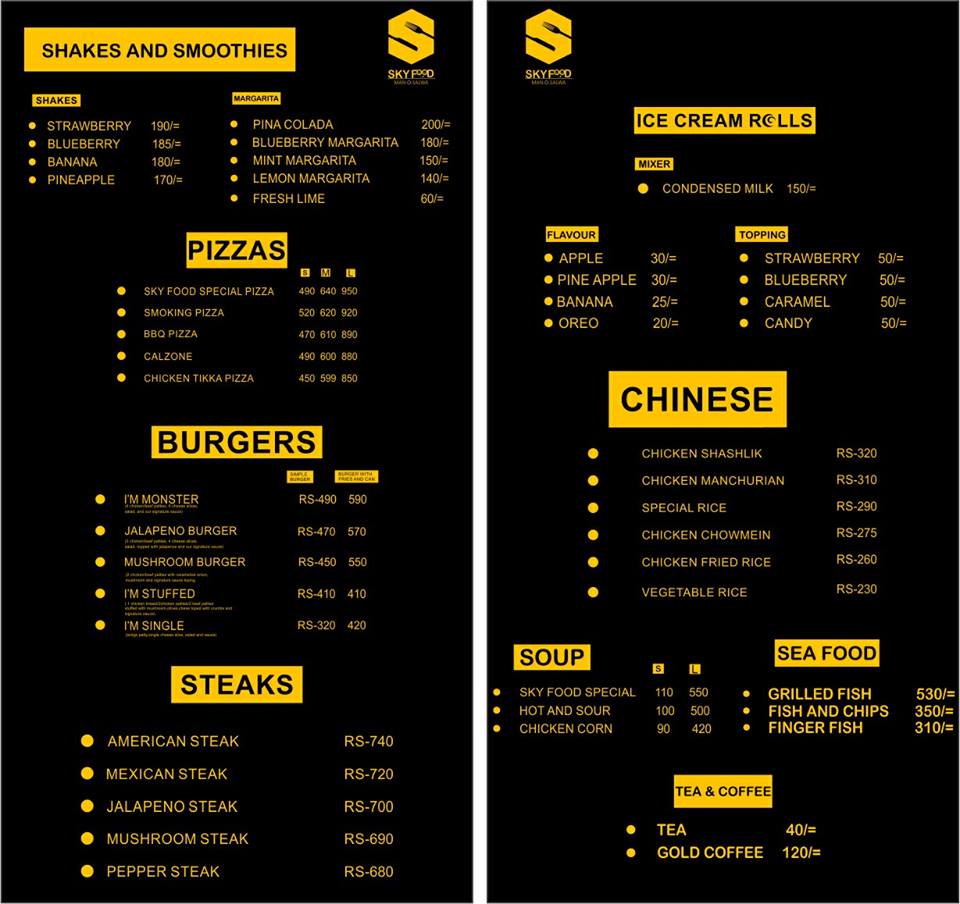 SKY FOOD
MAN O SALWA
SHAKES AND SMOOTHIES
SHAKES
STRAWBERRY 190/=
BLUEBERRY 185/=
BANANA 180/=
PINEAPPLE 170/=
MARGARITA
PINA COLADA 200/=
BLUEBERRY MARGARITA 180/=
MINT MARGARITA 150/=
LEMON MARGARITA 140/=
FRESH LIME 60/=
PIZZAS
S M L
SKY FOOD SPECIAL PIZZA 490 640 950
SMOKING PIZZA 520 620 920
BBQ PIZZA 470 610 890
CALZONE 490 600 880
CHICKEN TIKKA PIZZA 450 599 850
BURGERS
SIMPLE BURGER
BURGER WITH FRIES AND CAN
I'M MONSTER RS-490 590
JALAPENO BURGER RS-470 570
MUSHROOM BURGER RS-450 550
I'M STUFFED RS-410 410
I'M SINGLE RS-320 420
STEAKS
AMERICAN STEAK RS-740
MEXICAN STEAK RS-720
JALAPENO STEAK RS-700
MUSHROOM STEAK RS-690
PEPPER STEAK RS-680
SKY FOOD
MAN O SALWA
ICE CREAM ROLLS
MIXER
CONDENSED MILK 150/=
FLAVOUR
APPLE 30/=
PINE APPLE 30/=
BANANA 25/=
OREO 20/=
TOPPING
STRAWBERRY 50/=
BLUEBERRY 50/=
CARAMEL 50/=
CANDY 50/=
CHINESE
CHICKEN SHASHLIK RS-320
CHICKEN MANCHURIAN RS-310
SPECIAL RICE RS-290
CHICKEN CHOWMEIN RS-275
CHICKEN FRIED RICE RS-260
VEGETABLE RICE RS-230
SOUP
S L
SKY FOOD SPECIAL 110 550
HOT AND SOUR 100 500
CHICKEN CORN 90 420
SEA FOOD
GRILLED FISH 530/=
FISH AND CHIPS 350/=
FINGER FISH 310/=
TEA & COFFEE
TEA 40/=
GOLD COFFEE 120/=